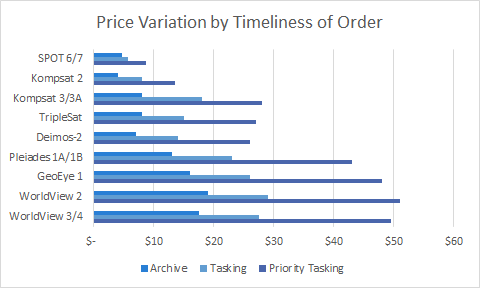 Price Variation by Timeliness of Order
SPOT 6/7
Kompsat 2
Kompsat 3/3A
TripleSat
Deimos-2
Pleiades 1A/1B
GeoEye 1
WorldView 2
WorldView 3/4
$- $10 $20 $30 $40 $50 $60
Archive Tasking Priority Tasking